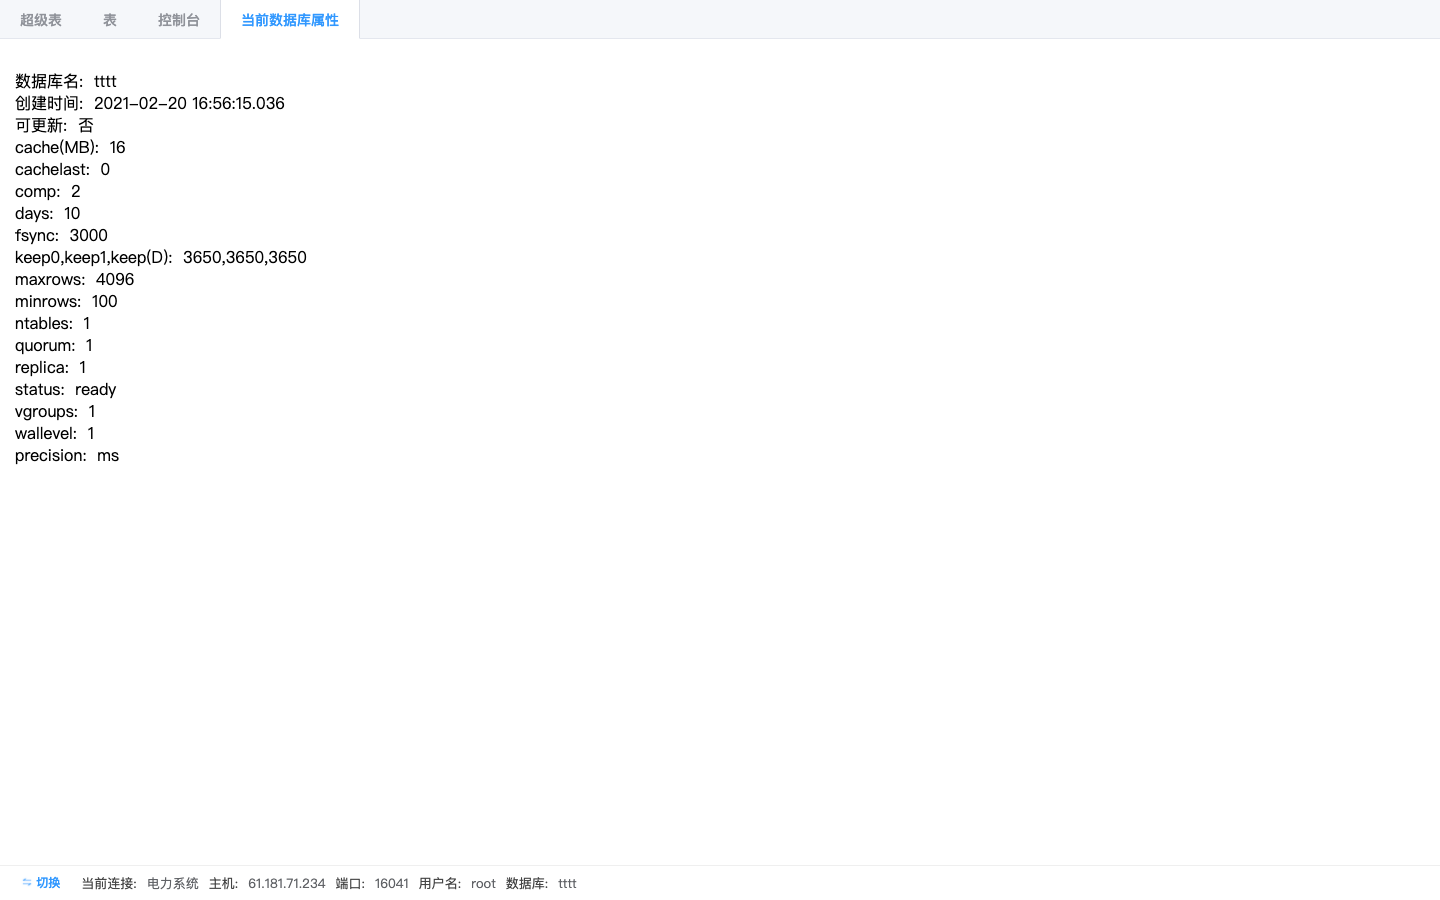 超级表 表 控制台 当前数据库属性
数据库名: tttt
创建时间: 2021-02-20 16:56:15.036
可更新: 否
cache(MB): 16
cachelast: 0
comp: 2
days: 10
fsync: 3000
keep0,keep1,keep(D): 3650,3650,3650
maxrows: 4096
minrows: 100
ntables: 1
quorum: 1
replica: 1
status: ready
vgroups: 1
wallevel: 1
precision: ms
切换 当前连接: 电力系统 主机: 61.181.71.234 端口: 16041 用户名: root 数据库: tttt